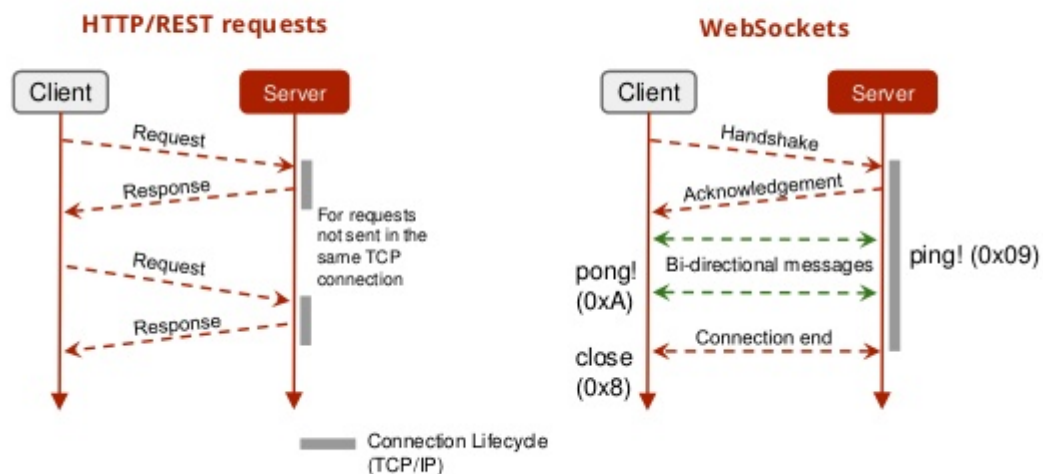 HTTP/REST requests
Client
Server
Request
Response
For requests
not sent in the
same TCP
connection
Request
Response
WebSockets
Client
Server
Handshake
Acknowledgement
Bi-directional messages
ping! (0x09)
pong!
(0xA)
Connection end
close
(0x8)
Connection Lifecycle
(TCP/IP)